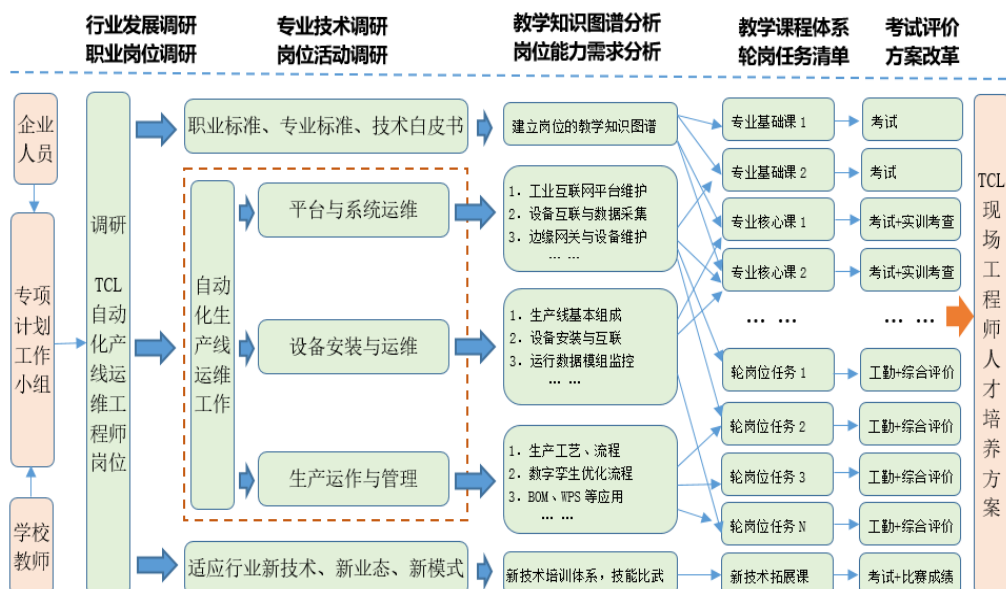 行业发展调研
职业岗位调研
专业技术调研
岗位活动调研
教学知识图谱分析
岗位能力需求分析
教学课程体系
轮岗任务清单
考试评价
方案改革
企业
人员
专项
计划
工作
小组
学校
教师
调研
TCL
自动
化产
线运
维工
程师
岗位
职业标准、专业标准、技术白皮书
自动
化生
产线
运维
工作
平台与系统运维
设备安装与运维
生产运作与管理
适应行业新技术、新业态、新模式
建立岗位的教学知识图谱
1. 工业互联网平台维护
2. 设备互联与数据采集
3. 边缘网关与设备维护
… …
1. 生产线基本组成
2. 设备安装与互联
3. 运行数据模组监控
… …
1. 生产工艺、流程
2. 数字孪生优化流程
3. BOM、WPS 等应用
… …
新技术培训体系，技能比武
专业基础课 1
考试
专业基础课 2
考试
专业核心课 1
考试+实训考查
专业核心课 2
考试+实训考查
… …
… …
轮岗位任务 1
工勤+综合评价
轮岗位任务 2
工勤+综合评价
轮岗位任务 3
工勤+综合评价
轮岗位任务 N
工勤+综合评价
新技术拓展课
考试+比赛成绩
TCL
现
场
工
程
师
人
才
培
养
方
案